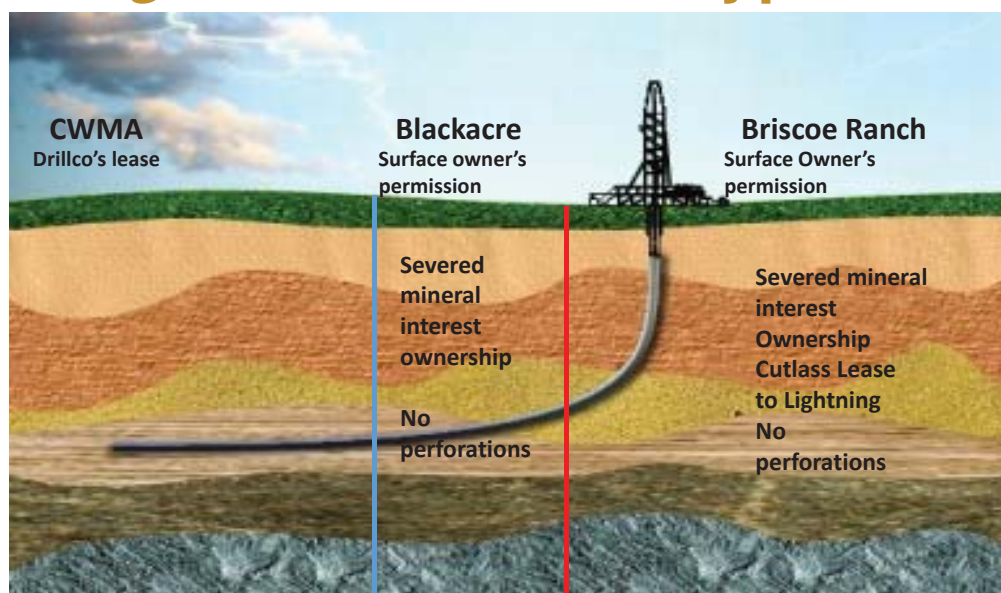 CWMA
Drillco's lease
Blackacre
Surface owner's
permission
Briscoe Ranch
Surface Owner's
permission
Severed
mineral
interest
ownership
No
perforations
Severed mineral
interest
Ownership
Cutlass Lease
to Lightning
No
perforations